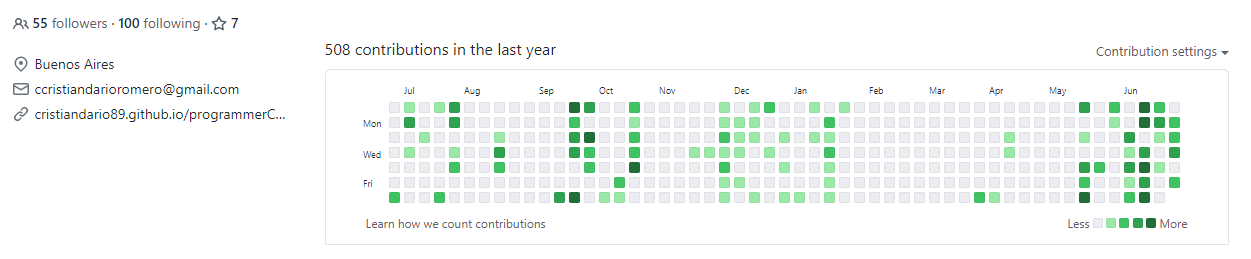 55 followers · 100 following · 7
Buenos Aires
ccristiandarioromero@gmail.com
cristiandario89.github.io/programmerC...
508 contributions in the last year
Contribution settings
Jul Aug Sep Oct Nov Dec Jan Feb Mar Apr May Jun
Mon
Wed
Fri
Learn how we count contributions
Less More